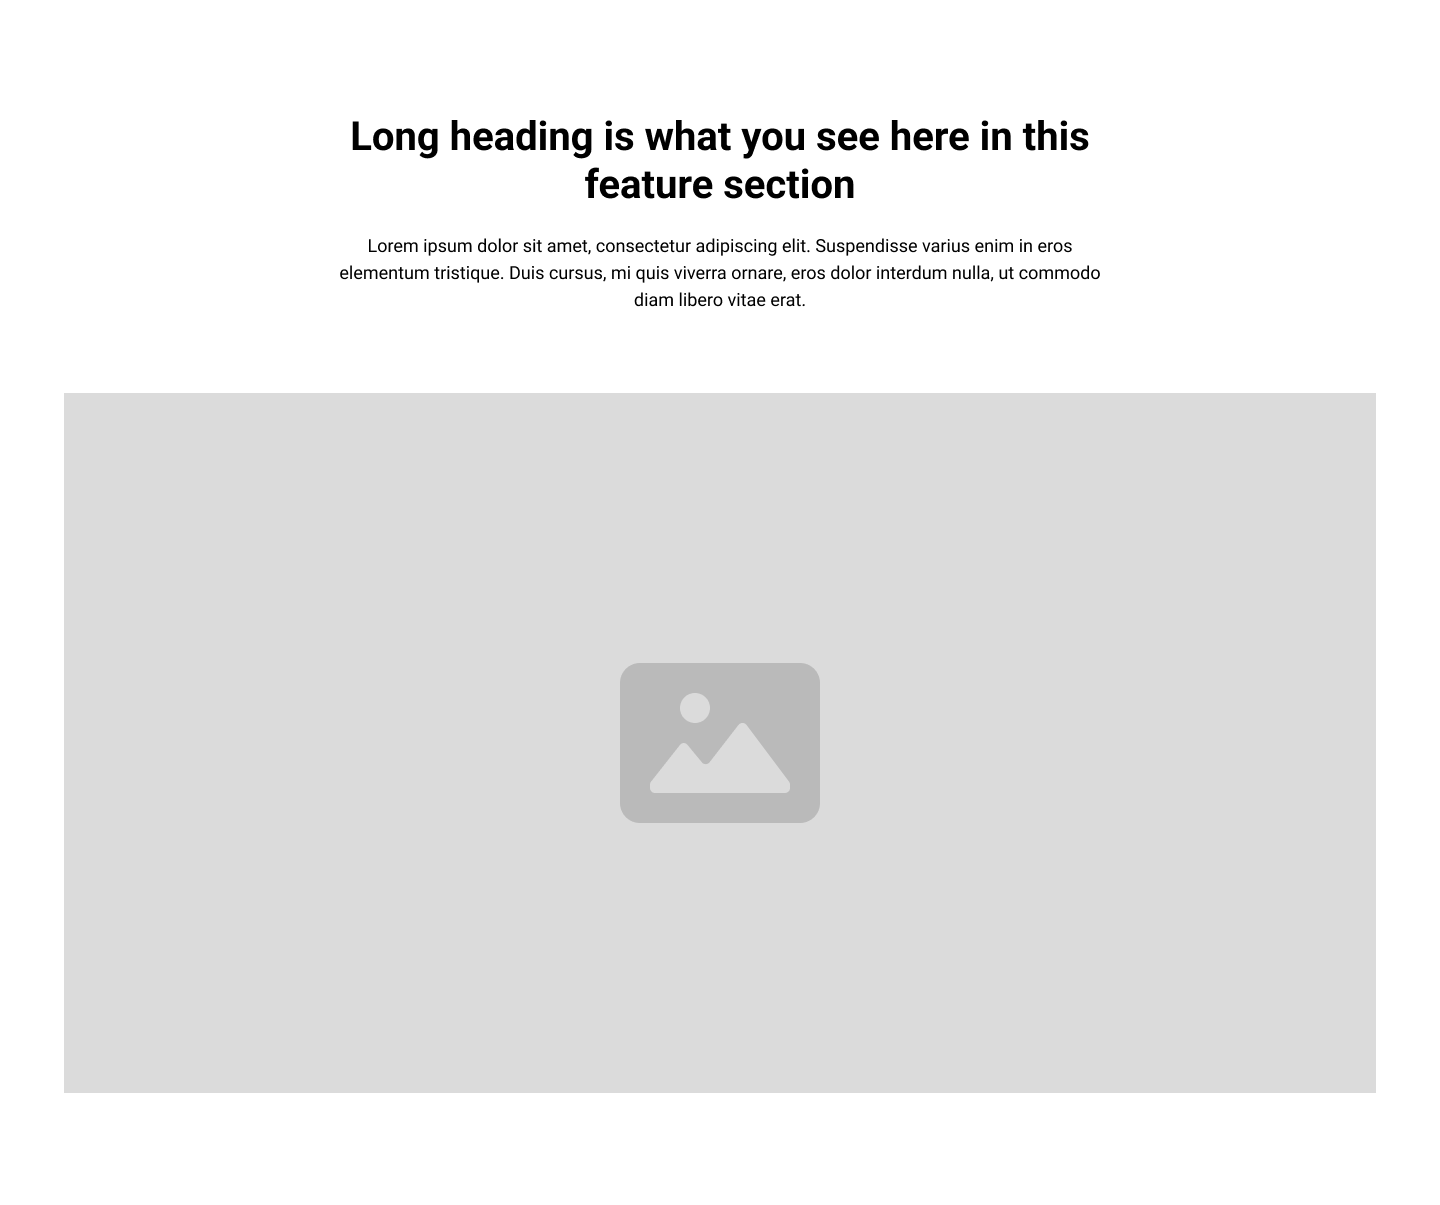 Long heading is what you see here in this
feature section
Lorem ipsum dolor sit amet, consectetur adipiscing elit. Suspendisse varius enim in eros
elementum tristique. Duis cursus, mi quis viverra ornare, eros dolor interdum nulla, ut commodo
diam libero vitae erat.